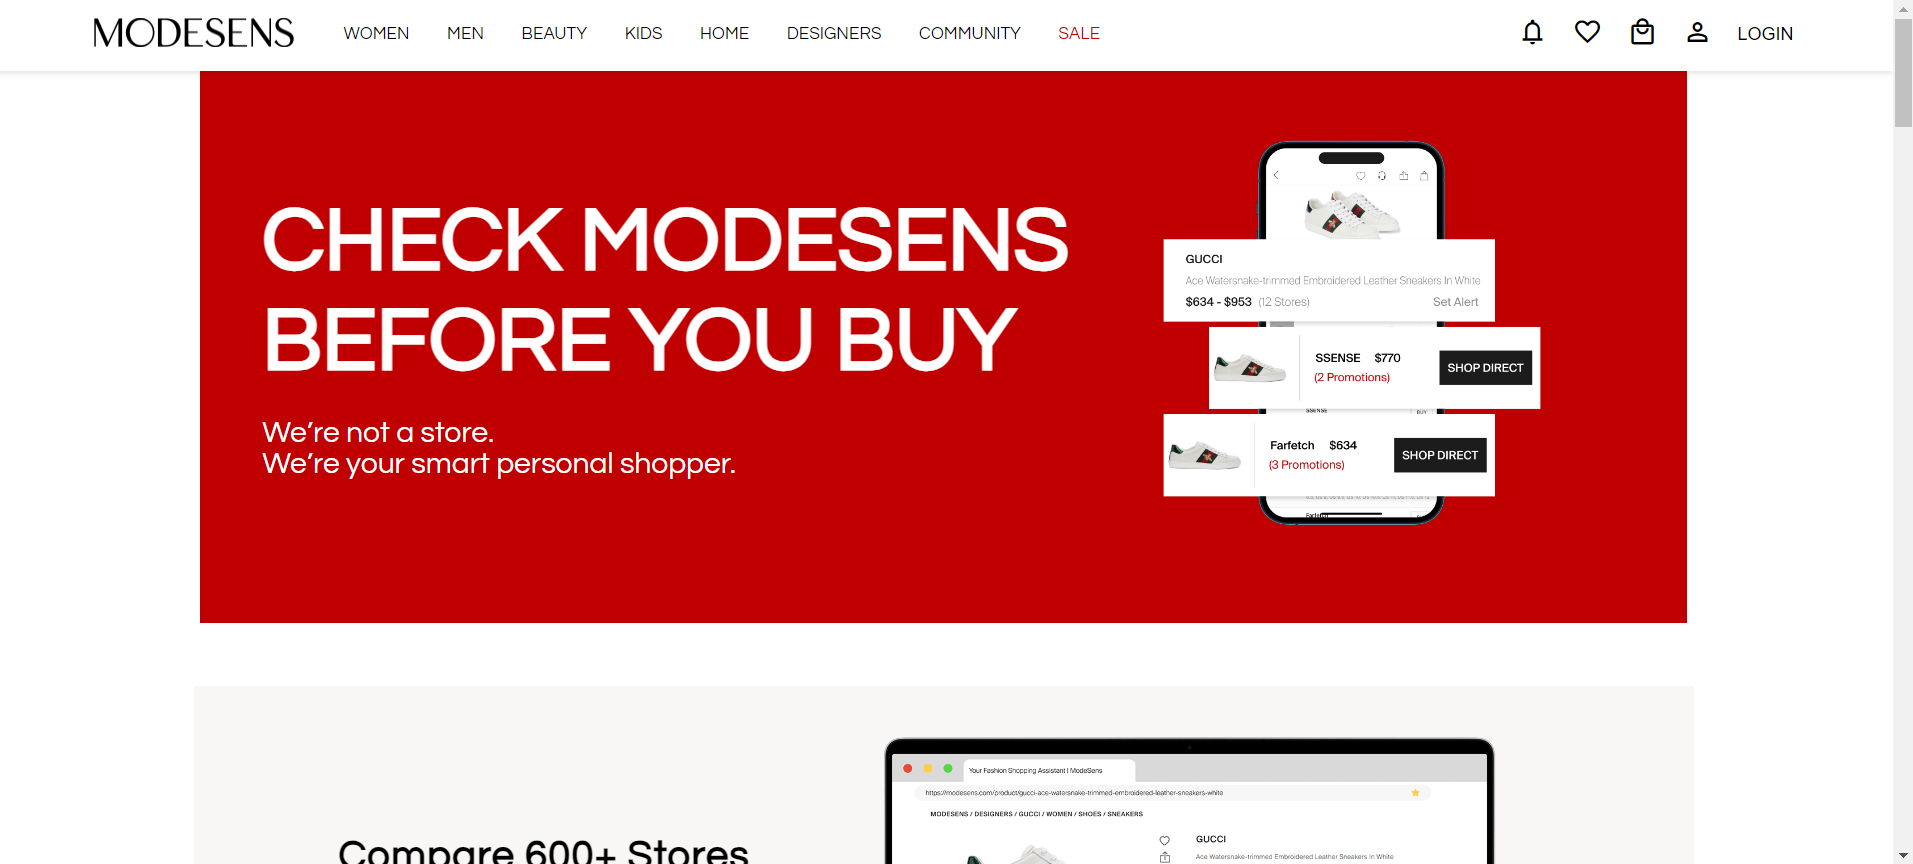 MODESENS
WOMEN MEN BEAUTY KIDS HOME DESIGNERS COMMUNITY SALE
LOGIN
CHECK MODESENS
BEFORE YOU BUY
We’re not a store.
We’re your smart personal shopper.
GUCCI
Ace Watersnake-trimmed Embroidered Leather Sneakers In White
$634 - $953 (12 Stores) Set Alert
SSENSE $770
(2 Promotions)
SHOP DIRECT
SSENSE
BUY
Farfetch $634
(3 Promotions)
SHOP DIRECT
Farfetch
Compare 600+ Stores
Your Fashion Shopping Assistant | ModeSens
https://modesens.com/product/gucci-ace-watersnake-trimmed-embroidered-leather-sneakers-white
MODESENS / DESIGNERS / GUCCI / WOMEN / SHOES / SNEAKERS
GUCCI
Ace Watersnake-trimmed Embroidered Leather Sneakers In White